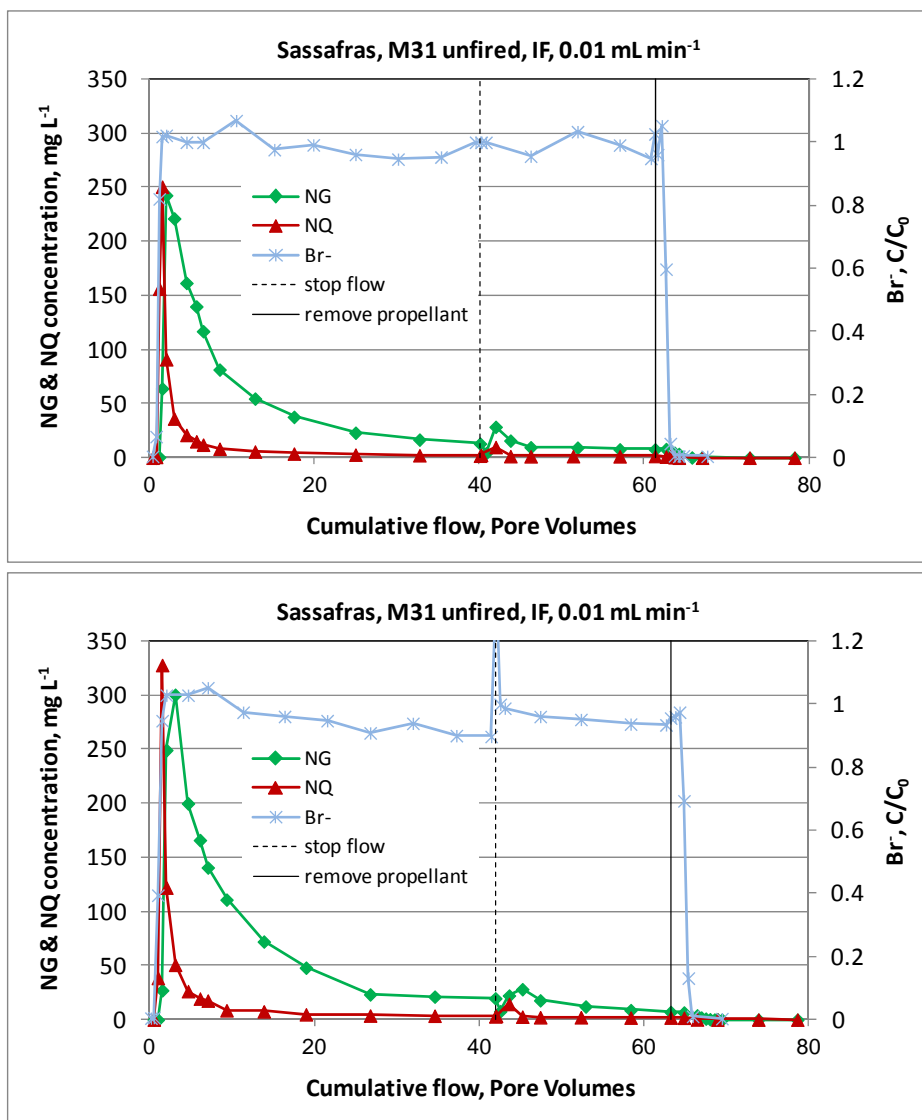 Sassafras, M31 unfired, IF, 0.01 mL min⁻¹
NG & NQ concentration, mg L⁻¹
350
300
250
200
150
100
50
0
NG
NQ
Br-
stop flow
remove propellant
1.2
1
0.8
0.6
0.4
0.2
0
Br⁻, C/C₀
0 20 40 60 80
Cumulative flow, Pore Volumes
Sassafras, M31 unfired, IF, 0.01 mL min⁻¹
NG & NQ concentration, mg L⁻¹
350
300
250
200
150
100
50
0
NG
NQ
Br-
stop flow
remove propellant
1.2
1
0.8
0.6
0.4
0.2
0
Br⁻, C/C₀
0 20 40 60 80
Cumulative flow, Pore Volumes